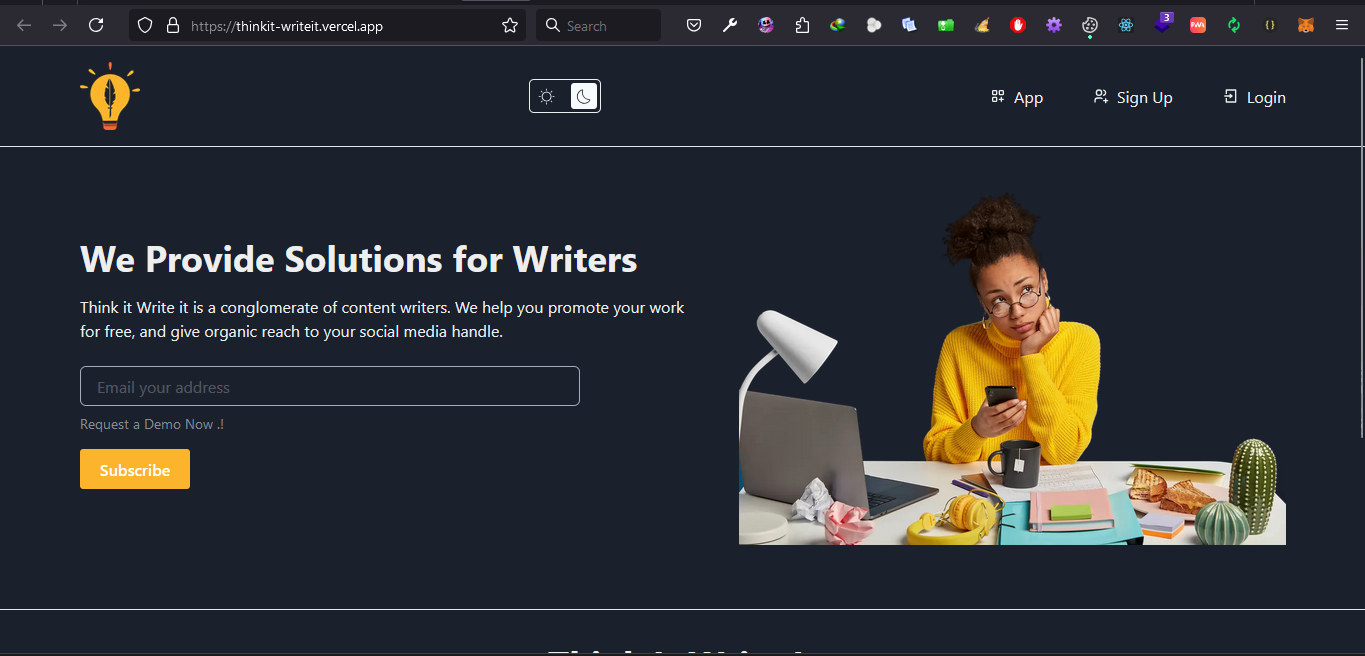 https://thinkit-writeit.vercel.app
Search
3
PWA
App
Sign Up
Login
We Provide Solutions for Writers
Think it Write it is a conglomerate of content writers. We help you promote your work
for free, and give organic reach to your social media handle.
Email your address
Request a Demo Now .!
Subscribe